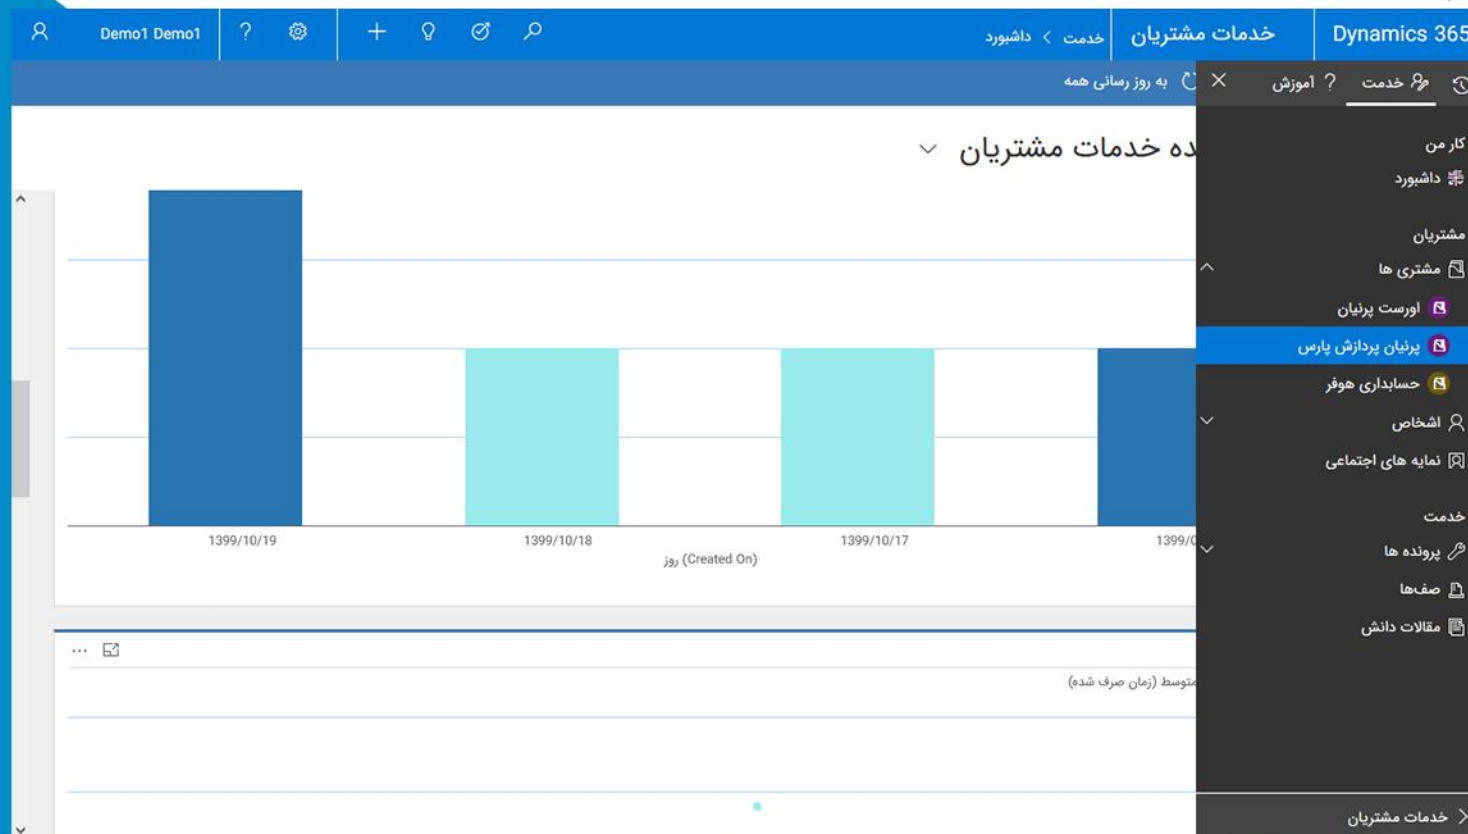 Dynamics 365
خدمات مشتریان
خدمت > داشبورد
Demo1 Demo1
?
خدمت
? آموزش
به روز رسانی همه
کار من
داشبورد
مشتریان
مشتری ها
اورست پرنیان
پرنیان پردازش پارس
حسابداری هوفر
اشخاص
نمایه های اجتماعی
خدمت
پرونده ها
صف‌ها
مقالات دانش
خدمات مشتریان
خدمات مشتریان
1399/10/19
1399/10/18
1399/10/17
1399/
روز (Created On)
...
متوسط (زمان صرف شده)